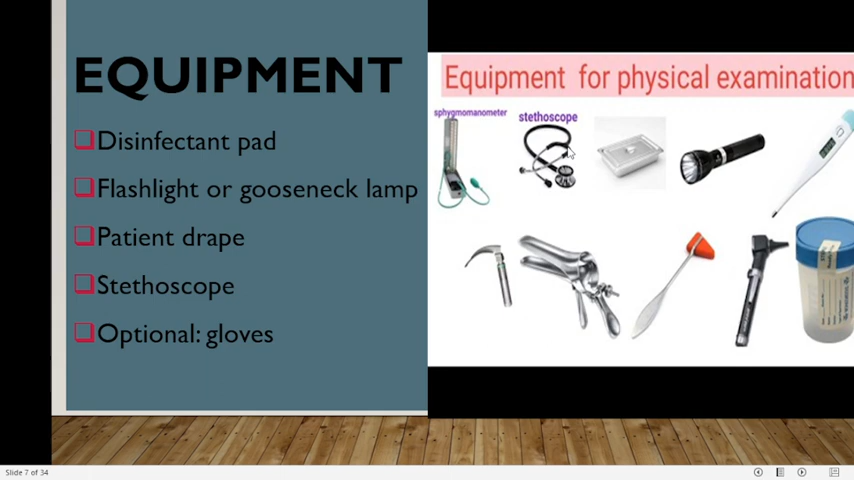 EQUIPMENT
Disinfectant pad
Flashlight or gooseneck lamp
Patient drape
Stethoscope
Optional: gloves
Equipment for physical examination
sphygmomanometer
stethoscope
Slide 7 of 34